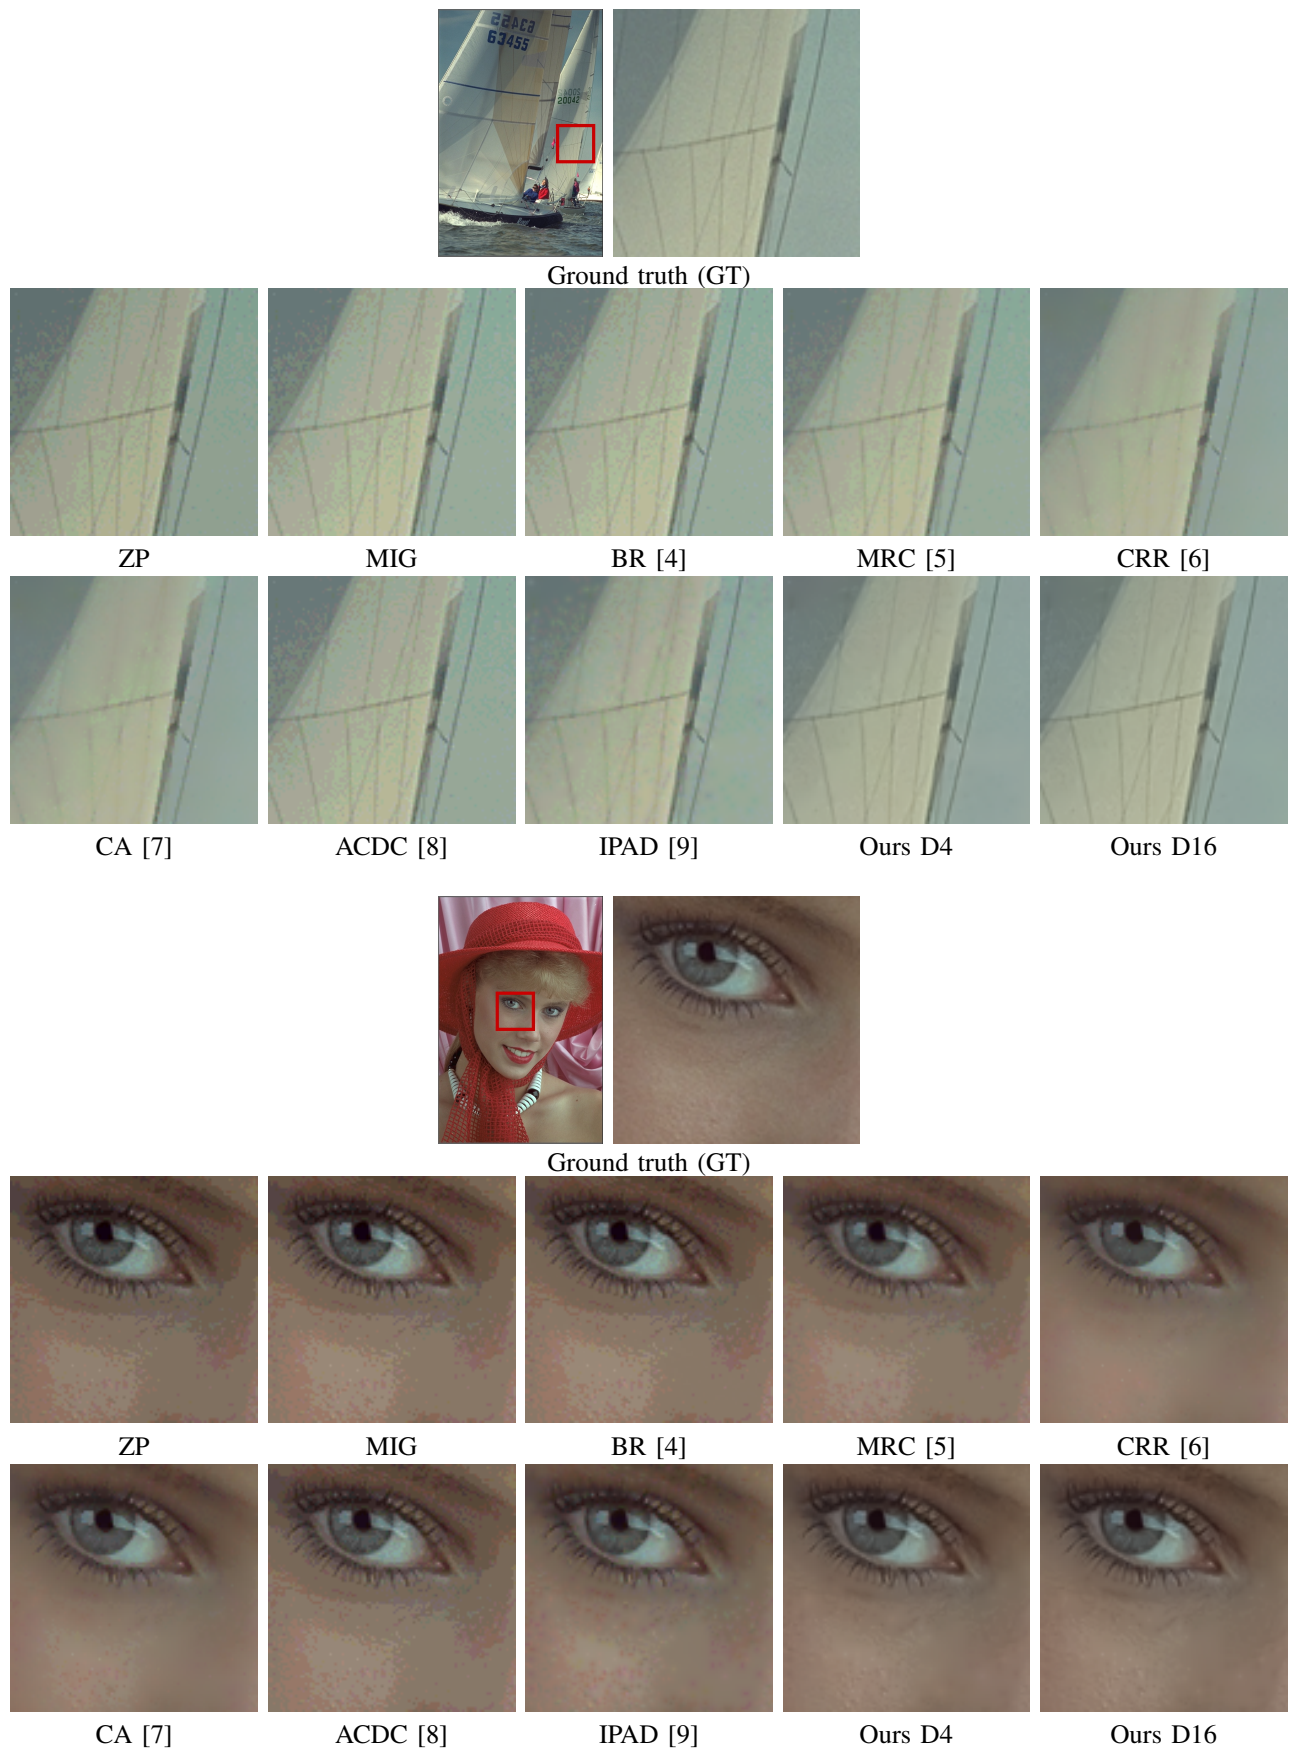 63455
63455
20042
Ground truth (GT)
ZP MIG BR [4] MRC [5] CRR [6]
CA [7] ACDC [8] IPAD [9] Ours D4 Ours D16
Ground truth (GT)
ZP MIG BR [4] MRC [5] CRR [6]
CA [7] ACDC [8] IPAD [9] Ours D4 Ours D16